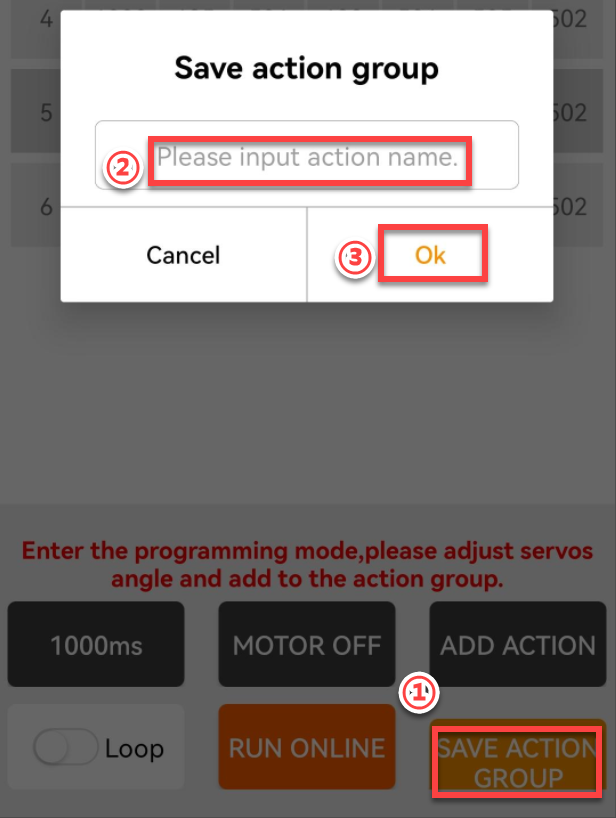 4
502
Save action group
5
502
② Please input action name.
6
502
Cancel
③ Ok
Enter the programming mode,please adjust servos
angle and add to the action group.
1000ms MOTOR OFF ADD ACTION
①
Loop RUN ONLINE SAVE ACTION
GROUP